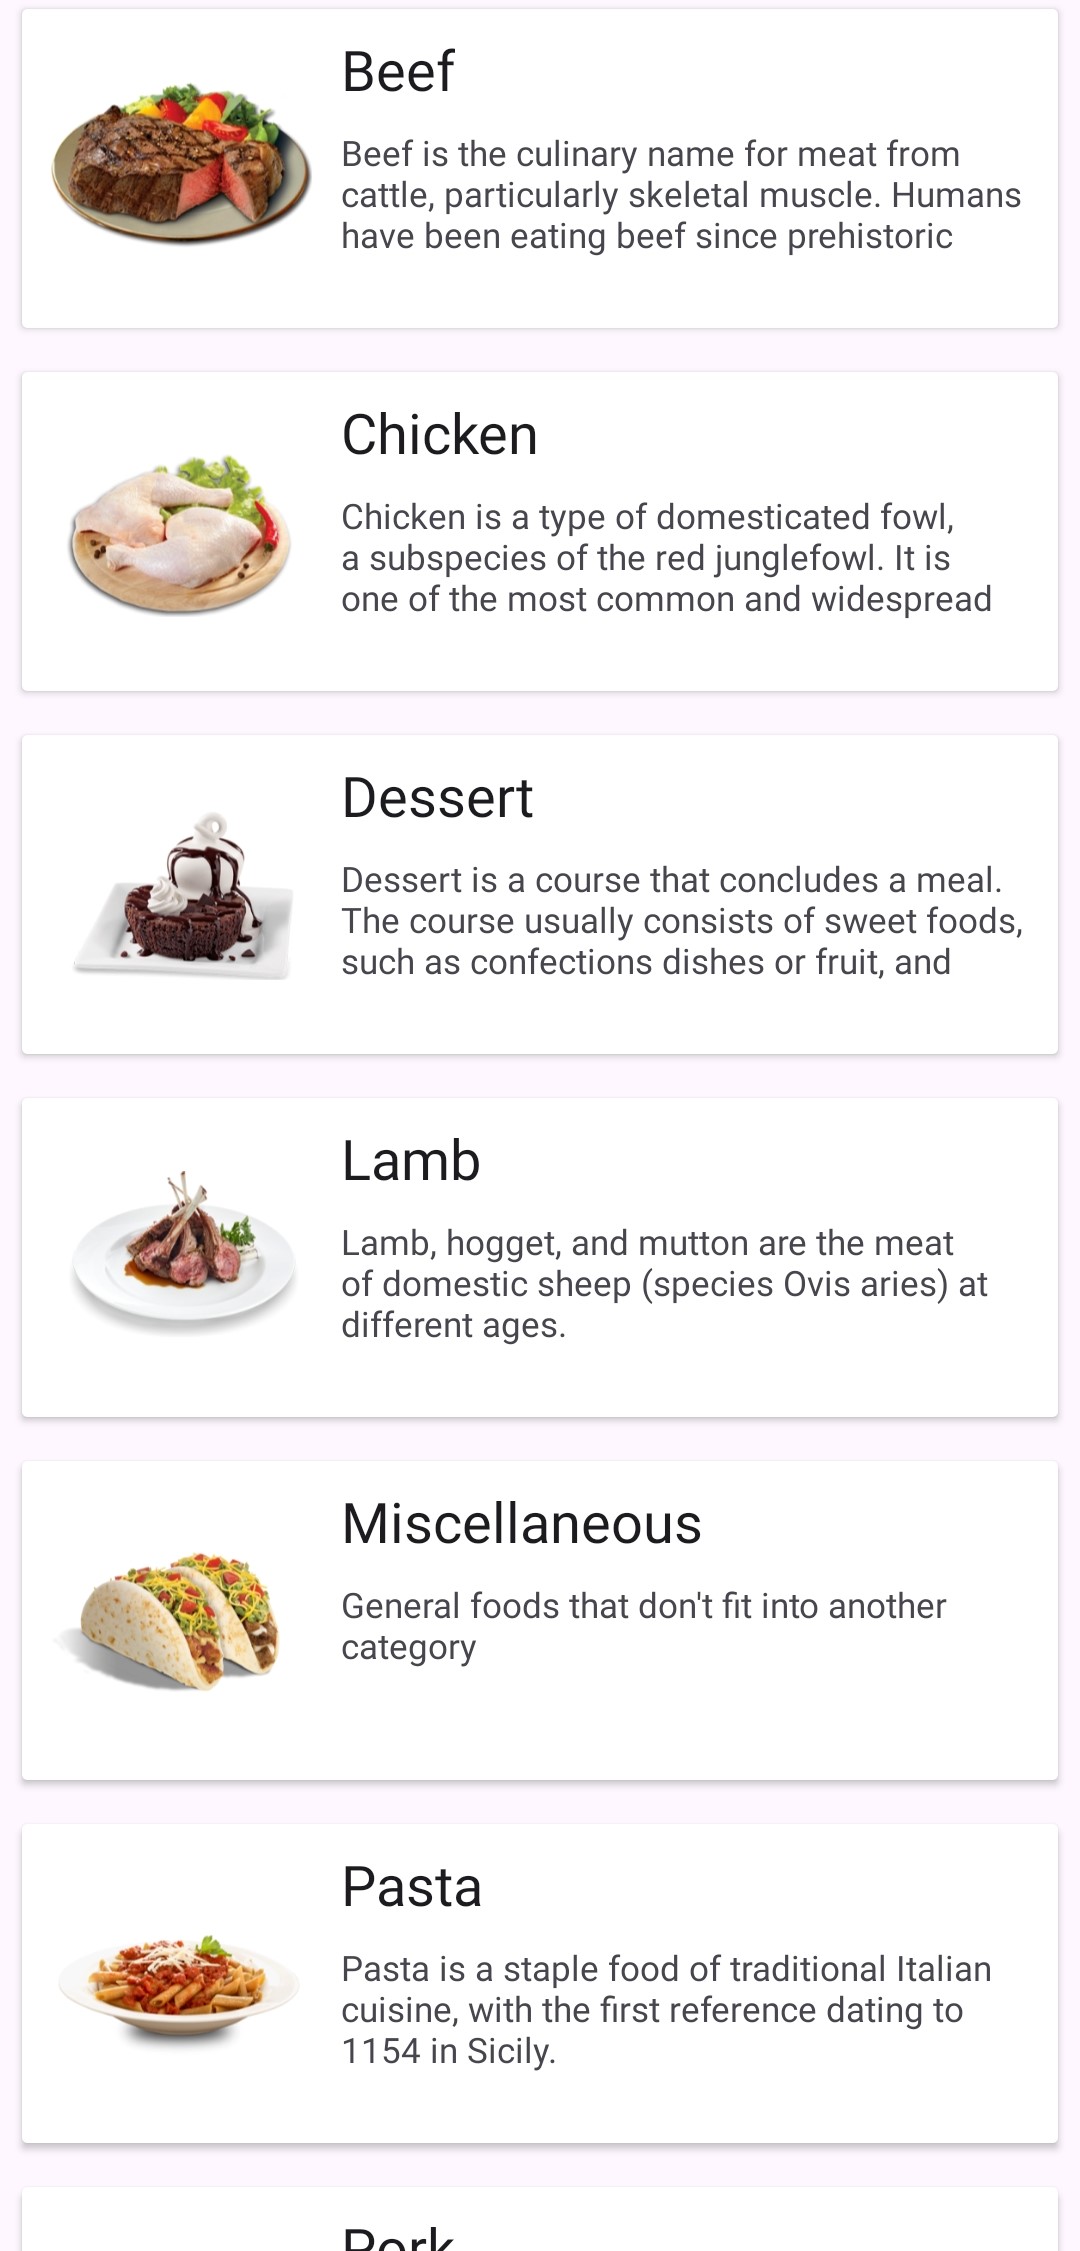 Beef
Beef is the culinary name for meat from
cattle, particularly skeletal muscle. Humans
have been eating beef since prehistoric
Chicken
Chicken is a type of domesticated fowl,
a subspecies of the red junglefowl. It is
one of the most common and widespread
Dessert
Dessert is a course that concludes a meal.
The course usually consists of sweet foods,
such as confections dishes or fruit, and
Lamb
Lamb, hogget, and mutton are the meat
of domestic sheep (species Ovis aries) at
different ages.
Miscellaneous
General foods that don't fit into another
category
Pasta
Pasta is a staple food of traditional Italian
cuisine, with the first reference dating to
1154 in Sicily.
Pork